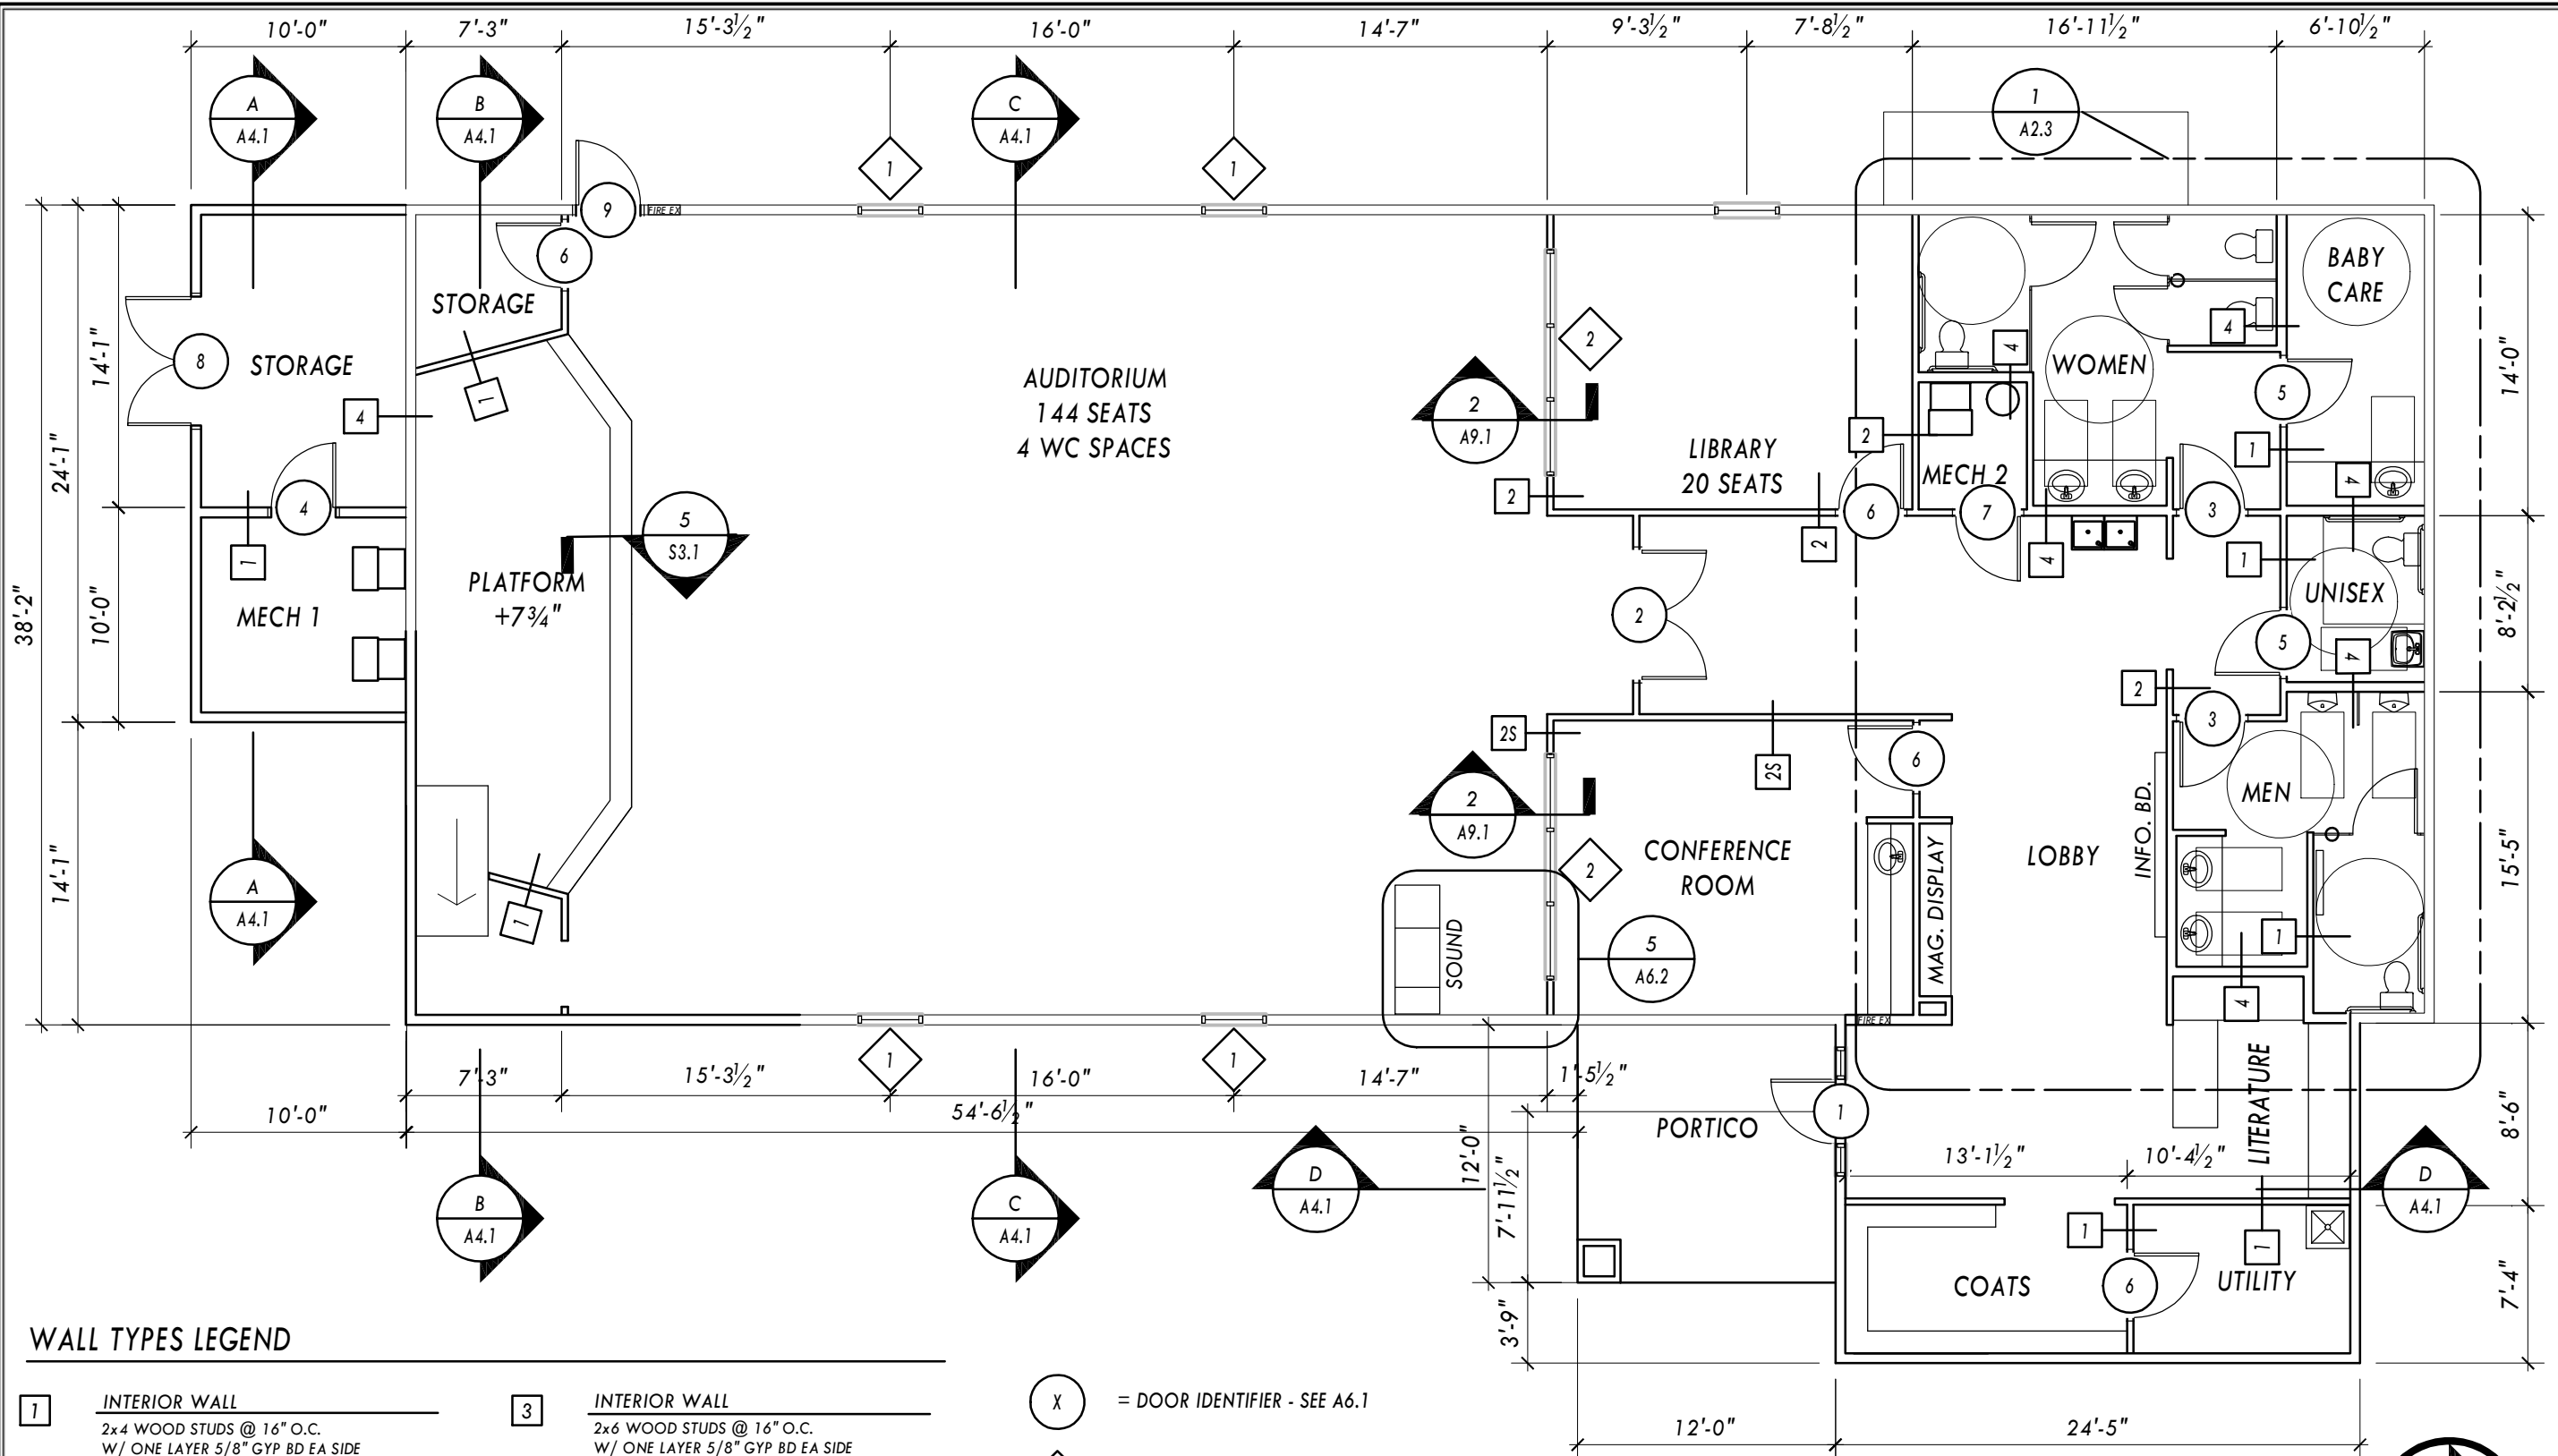 10'-0" 7'-3" 15'-3½" 16'-0" 14'-7" 9'-3½" 7'-8½" 16'-11½" 6'-10½"
A
A4.1
B
A4.1
C
A4.1
1
A2.3
1
1
9
FIRE EX
6
STORAGE
8
STORAGE
4
1
14'-1"
24'-1"
38'-2"
10'-0"
14'-1"
4
1
MECH 1
PLATFORM
+7¾"
5
S3.1
AUDITORIUM
144 SEATS
4 WC SPACES
2
A9.1
2
2
LIBRARY
20 SEATS
2
2
6
MECH 2
7
4
4
WOMEN
4
BABY
CARE
5
1
4
3
1
UNISEX
5
4
2
3
14'-0"
8'-2½"
15'-5"
8'-6"
7'-4"
2
2S
2S
2
A9.1
2
6
CONFERENCE
ROOM
SOUND
5
A6.2
MAG. DISPLAY
FIRE EX
LOBBY
INFO. BD.
MEN
1
4
LITERATURE
1
A
A4.1
1
1
7'-3" 15'-3½" 16'-0" 14'-7" 1'-5½"
10'-0" 54'-6½"
12'-0"
7'-11½"
3'-9"
PORTICO
1
13'-1½" 10'-4½"
B
A4.1
C
A4.1
D
A4.1
D
A4.1
1
1
COATS
6
UTILITY
12'-0" 24'-5"
WALL TYPES LEGEND
1 INTERIOR WALL
2x4 WOOD STUDS @ 16" O.C.
W/ ONE LAYER 5/8" GYP BD EA SIDE
3 INTERIOR WALL
2x6 WOOD STUDS @ 16" O.C.
W/ ONE LAYER 5/8" GYP BD EA SIDE
X = DOOR IDENTIFIER - SEE A6.1